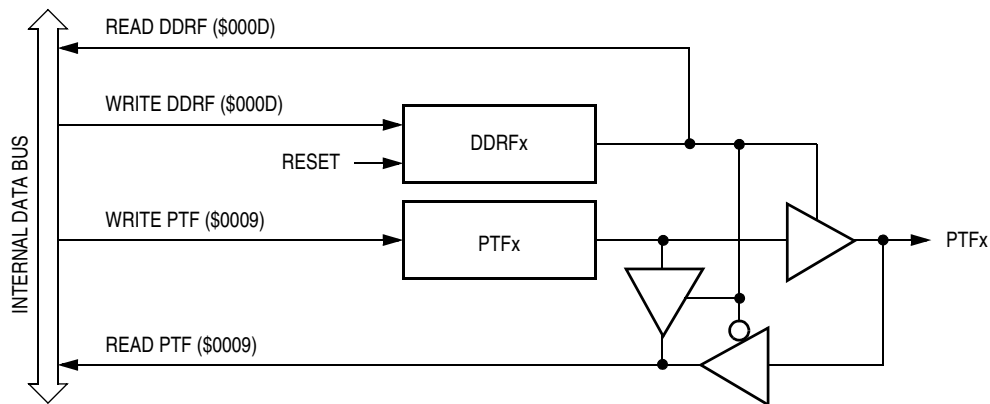 READ DDRF ($000D)
WRITE DDRF ($000D)
DDRFx
RESET
WRITE PTF ($0009)
PTFx
PTFx
READ PTF ($0009)
INTERNAL DATA BUS